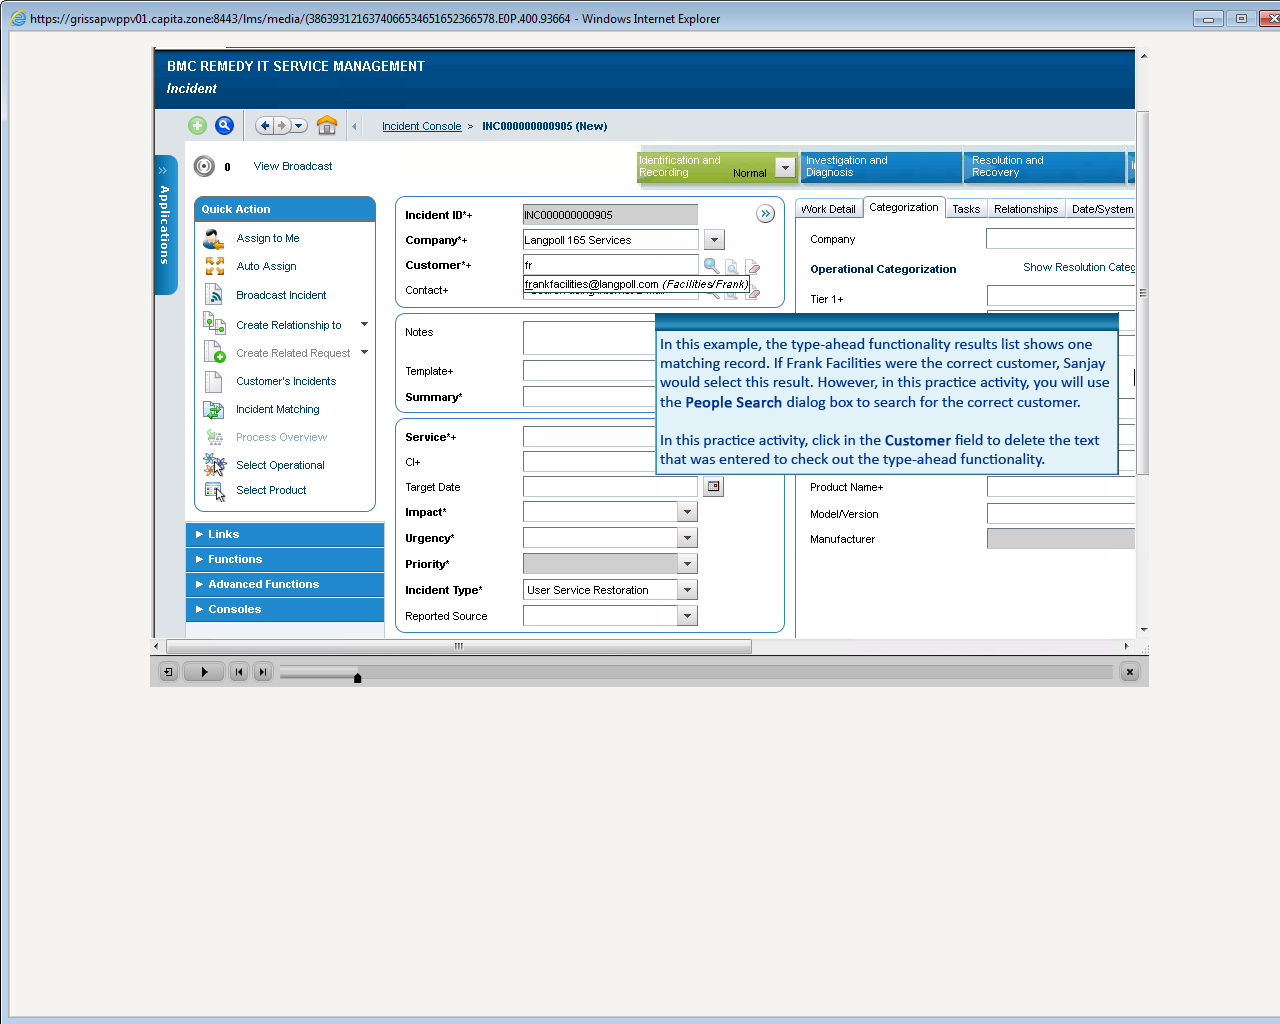 https://grissapwppv01.capita.zone:8443/lms/media/(3863931216374066534651652366578.E0P.400.93664 - Windows Internet Explorer
BMC REMEDY IT SERVICE MANAGEMENT
Incident
Incident Console > INC000000000905 (New)
Applications
0 View Broadcast
Identification and Recording Normal
Investigation and Diagnosis
Resolution and Recovery
Quick Action
Assign to Me
Auto Assign
Broadcast Incident
Create Relationship to
Create Related Request
Customer's Incidents
Incident Matching
Process Overview
Select Operational
Select Product
Links
Functions
Advanced Functions
Consoles
Incident ID*+ INC000000000905
Company*+ Langpoll 165 Services
Customer*+ fr
frankfacilities@langpoll.com (Facilities/Frank)
Contact+
Notes
Template+
Summary*
Service*+
CI+
Target Date
Impact*
Urgency*
Priority*
Incident Type* User Service Restoration
Reported Source
Work Detail Categorization Tasks Relationships Date/System
Company
Operational Categorization Show Resolution Categ
Tier 1+
In this example, the type-ahead functionality results list shows one
matching record. If Frank Facilities were the correct customer, Sanjay
would select this result. However, in this practice activity, you will use
the People Search dialog box to search for the correct customer.
In this practice activity, click in the Customer field to delete the text
that was entered to check out the type-ahead functionality.
Product Name+
Model/Version
Manufacturer